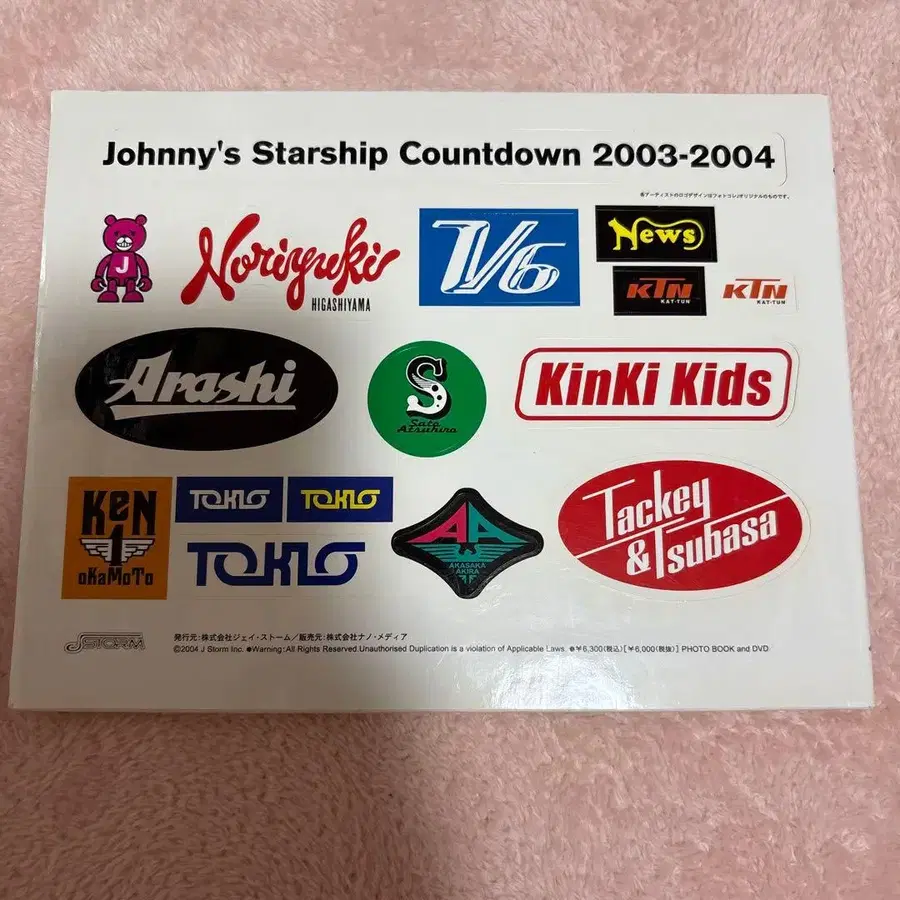 Johnny's Starship Countdown 2003-2004
各アーティストのロゴデザインはフォトコレ♪オリジナルのものです。
J
Noriyuki
HIGASHIYAMA
V6
News
KTN
KAT-TUN
KTN
KAT-TUN
Arashi
S
Sato
Atsuhiro
KinKi Kids
KeN
1
oKaMoTo
TOKIO
TOKIO
TOKIO
AA
AKASAKA
AKIRA
Tackey
& Tsubasa
J STORM
発行元:株式会社ジェイ・ストーム/販売元:株式会社ナノ・メディア
©2004 J Storm Inc. ●Warning:All Rights Reserved.Unauthorised Duplication is a violation of Applicable Laws. ●¥6,300(税込)[¥6,000(税抜)] PHOTO BOOK and DVD